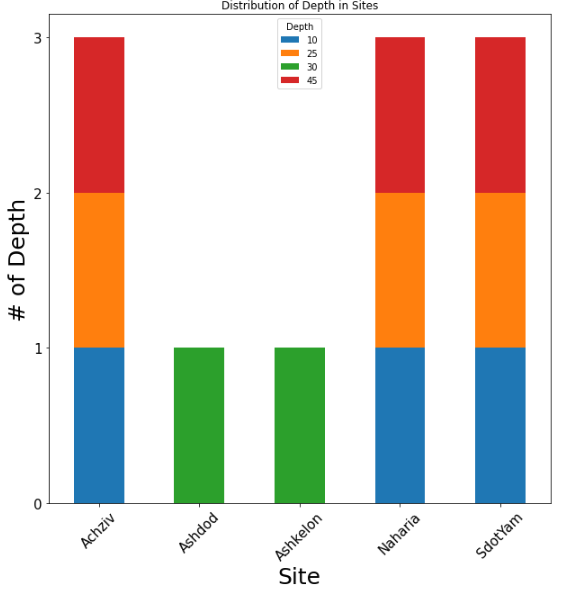 Distribution of Depth in Sites
Depth
10
25
30
45
# of Depth
3
2
1
0
Achziv
Ashdod
Ashkelon
Naharia
SdotYam
Site